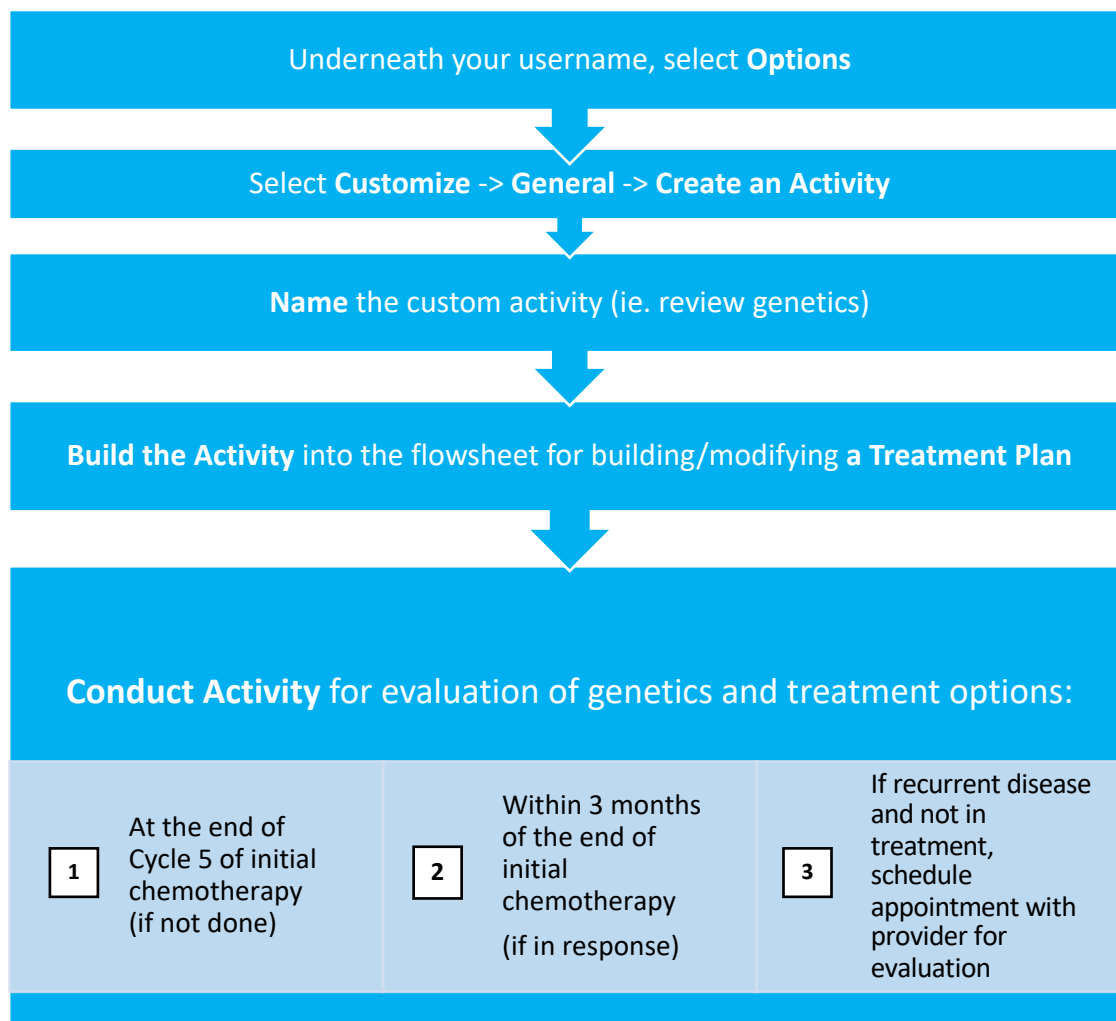 Underneath your username, select Options
Select Customize -> General -> Create an Activity
Name the custom activity (ie. review genetics)
Build the Activity into the flowsheet for building/modifying a Treatment Plan
Conduct Activity for evaluation of genetics and treatment options:
1
At the end of
Cycle 5 of initial
chemotherapy
(if not done)
2
Within 3 months
of the end of
initial
chemotherapy
(if in response)
3
If recurrent disease
and not in
treatment,
schedule
appointment with
provider for
evaluation